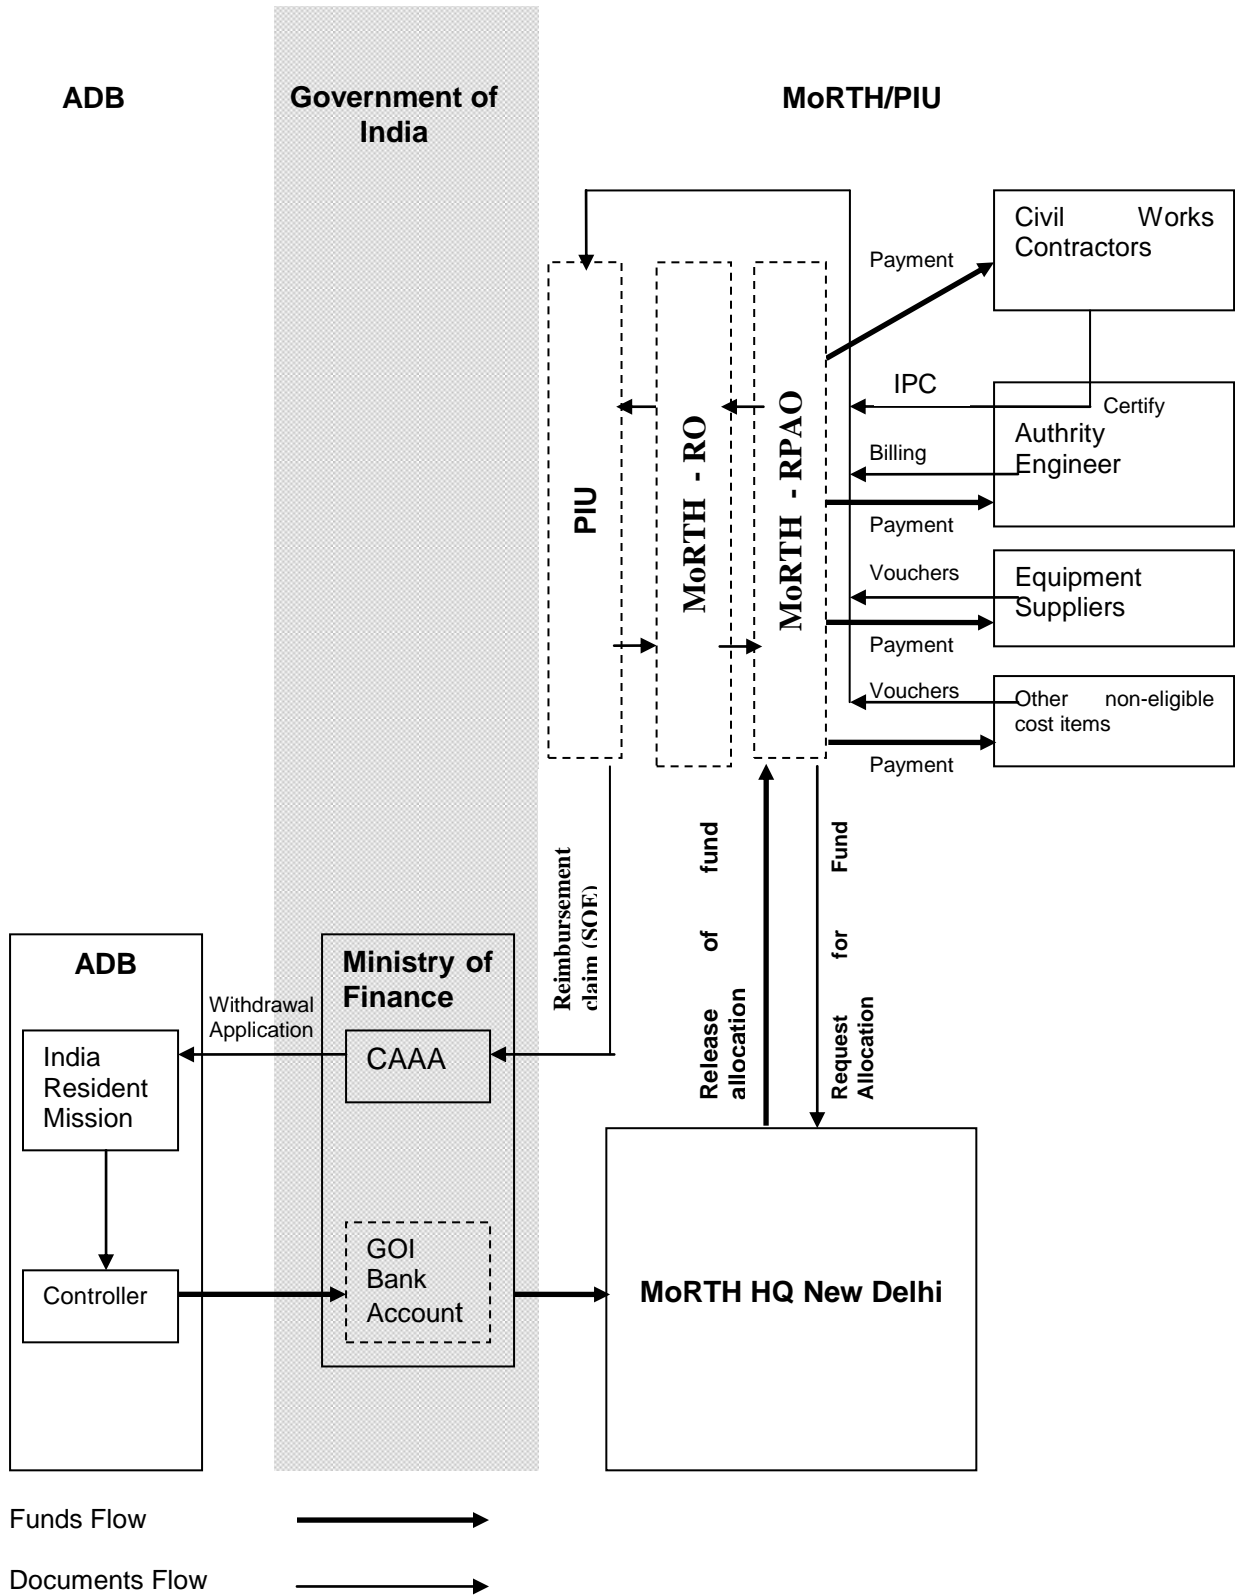 ADB
Government of
India
MoRTH/PIU
Civil Works
Contractors
Payment
IPC
Certify
Authrity
Engineer
Billing
Payment
Vouchers
Equipment
Suppliers
Payment
Vouchers
Other non-eligible
cost items
Payment
PIU
MoRTH - RO
MoRTH - RPAO
Reimbursement
claim (SOE)
Release of fund
allocation
Request for Fund
Allocation
ADB
Ministry of
Finance
Withdrawal
Application
India
Resident
Mission
CAAA
Controller
GOI
Bank
Account
MoRTH HQ New Delhi
Funds Flow
Documents Flow